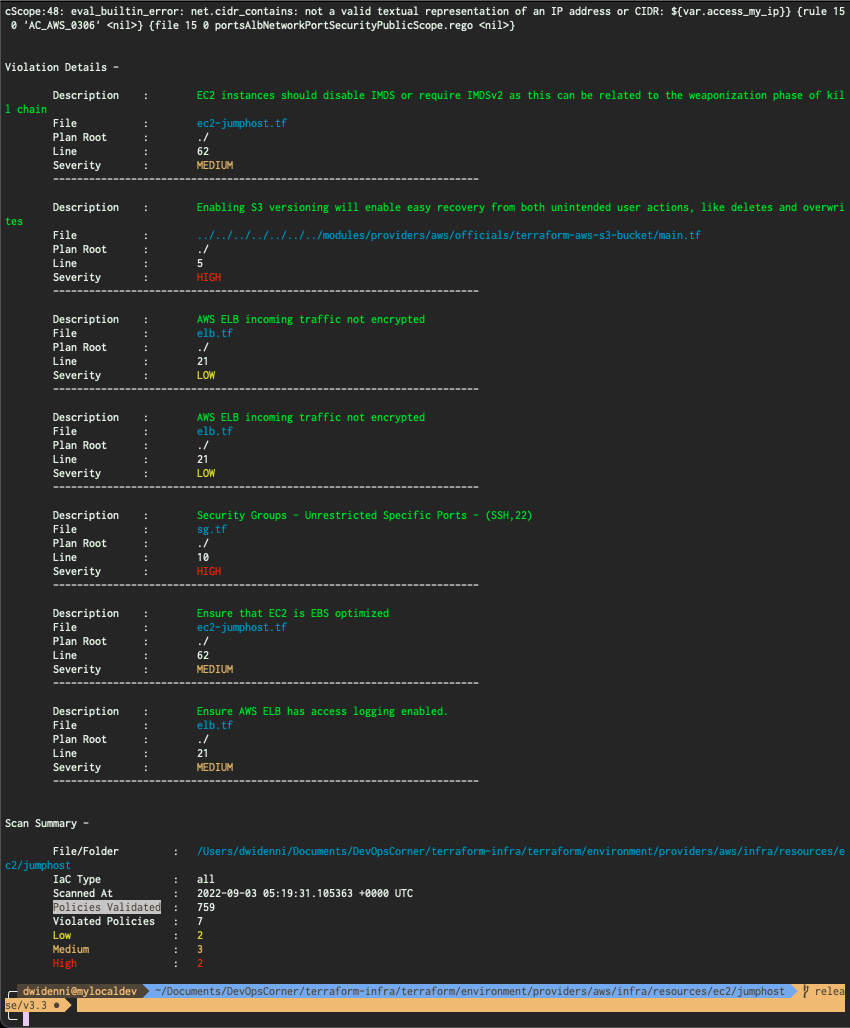 cScope:48: eval_builtin_error: net.cidr_contains: not a valid textual representation of an IP address or CIDR: ${var.access_my_ip}} {rule 15
0 'AC_AWS_0306' <nil>} {file 15 0 portsAlbNetworkPortSecurityPublicScope.rego <nil>}
Violation Details -
Description : EC2 instances should disable IMDS or require IMDSv2 as this can be related to the weaponization phase of kil
l chain
File : ec2-jumphost.tf
Plan Root : ./
Line : 62
Severity : MEDIUM
-----------------------------------------------------------------------
Description : Enabling S3 versioning will enable easy recovery from both unintended user actions, like deletes and overwri
tes
File : ../../../../../../../modules/providers/aws/officials/terraform-aws-s3-bucket/main.tf
Plan Root : ./
Line : 5
Severity : HIGH
-----------------------------------------------------------------------
Description : AWS ELB incoming traffic not encrypted
File : elb.tf
Plan Root : ./
Line : 21
Severity : LOW
-----------------------------------------------------------------------
Description : AWS ELB incoming traffic not encrypted
File : elb.tf
Plan Root : ./
Line : 21
Severity : LOW
-----------------------------------------------------------------------
Description : Security Groups - Unrestricted Specific Ports - (SSH,22)
File : sg.tf
Plan Root : ./
Line : 10
Severity : HIGH
-----------------------------------------------------------------------
Description : Ensure that EC2 is EBS optimized
File : ec2-jumphost.tf
Plan Root : ./
Line : 62
Severity : MEDIUM
-----------------------------------------------------------------------
Description : Ensure AWS ELB has access logging enabled.
File : elb.tf
Plan Root : ./
Line : 21
Severity : MEDIUM
-----------------------------------------------------------------------
Scan Summary -
File/Folder : /Users/dwidenni/Documents/DevOpsCorner/terraform-infra/terraform/environment/providers/aws/infra/resources/e
c2/jumphost
IaC Type : all
Scanned At : 2022-09-03 05:19:31.105363 +0000 UTC
Policies Validated : 759
Violated Policies : 7
Low : 2
Medium : 3
High : 2
dwidenni@mylocaldev ~/Documents/DevOpsCorner/terraform-infra/terraform/environment/providers/aws/infra/resources/ec2/jumphost relea
se/v3.3 ●